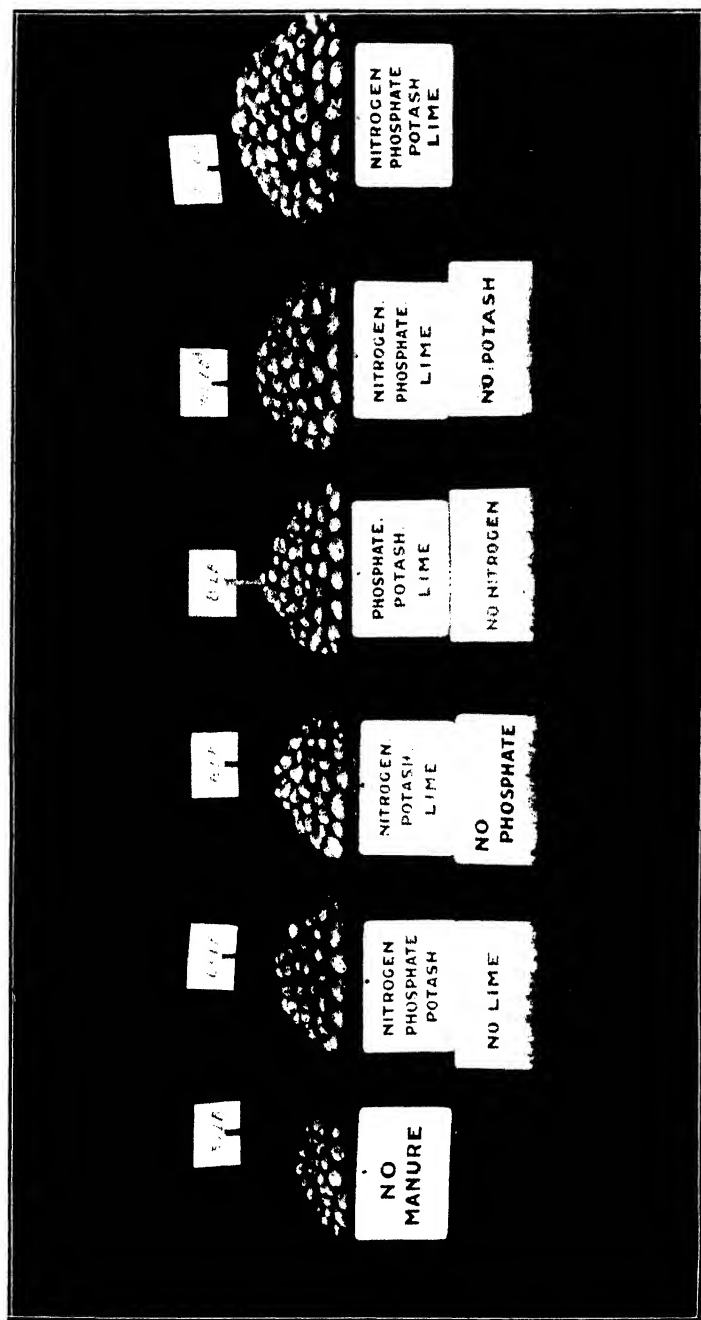 NO
MANURE
NITROGEN
PHOSPHATE
POTASH
NO LIME
NITROGEN.
POTASH.
LIME
NO
PHOSPHATE
PHOSPHATE.
POTASH.
LIME
NO NITROGEN
NITROGEN.
PHOSPHATE.
LIME
NO POTASH
NITROGEN
PHOSPHATE
POTASH
LIME